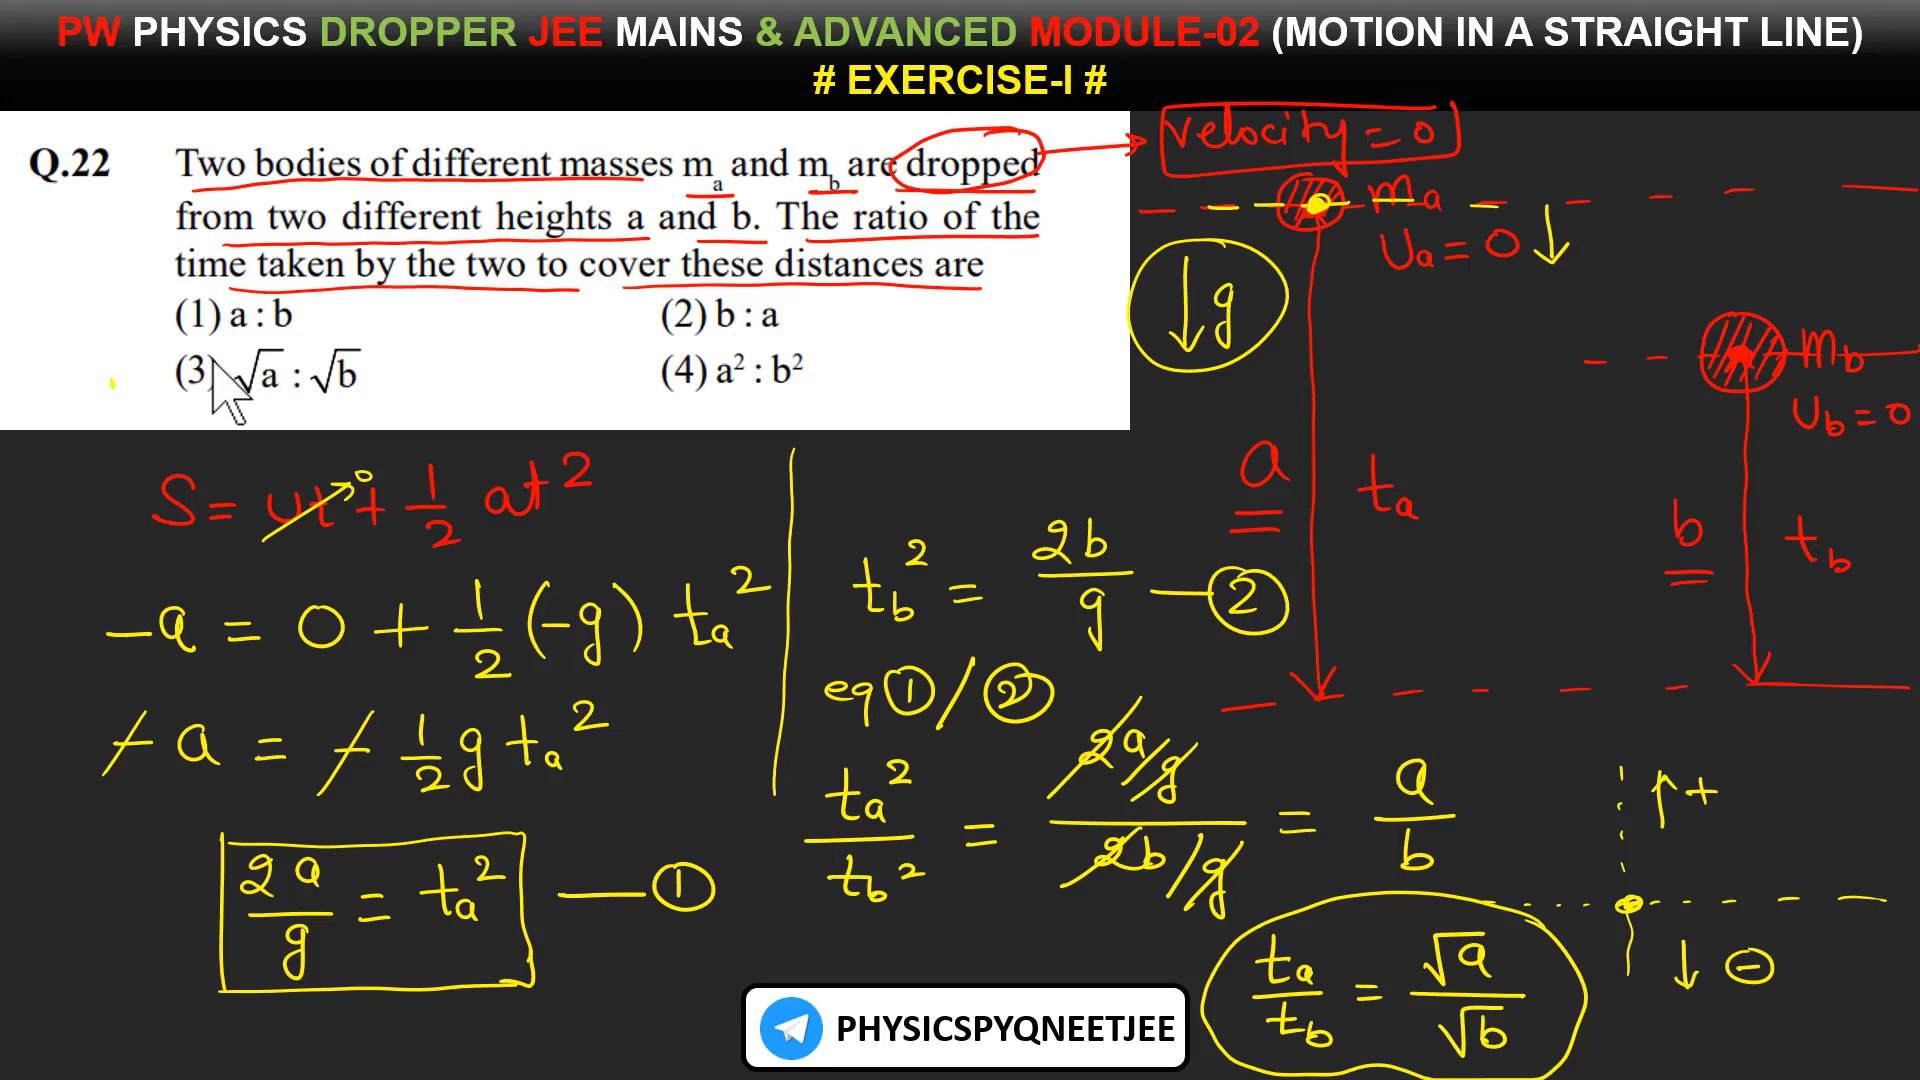 PW PHYSICS DROPPER JEE MAINS & ADVANCED MODULE-02 (MOTION IN A STRAIGHT LINE)
# EXERCISE-I #
Q.22 Two bodies of different masses mₐ and m_b are dropped
from two different heights a and b. The ratio of the
time taken by the two to cover these distances are
(1) a : b (2) b : a
(3) √a : √b (4) a² : b²
velocity = 0
mₐ
Uₐ = 0 ↓
↓ g
m_b
U_b = 0
a tₐ
b t_b
S = ut⁰ + 1/2 at²
-a = 0 + 1/2 (-g) tₐ²
- a = - 1/2 g tₐ²
2a/g = tₐ² — ①
t_b² = 2b/g — ②
eq ① / ②
tₐ²/t_b² = (2a/g)/(2b/g) = a/b
tₐ/t_b = √a/√b
↑ +
↓ ⊖
PHYSICSPYQNEETJEE